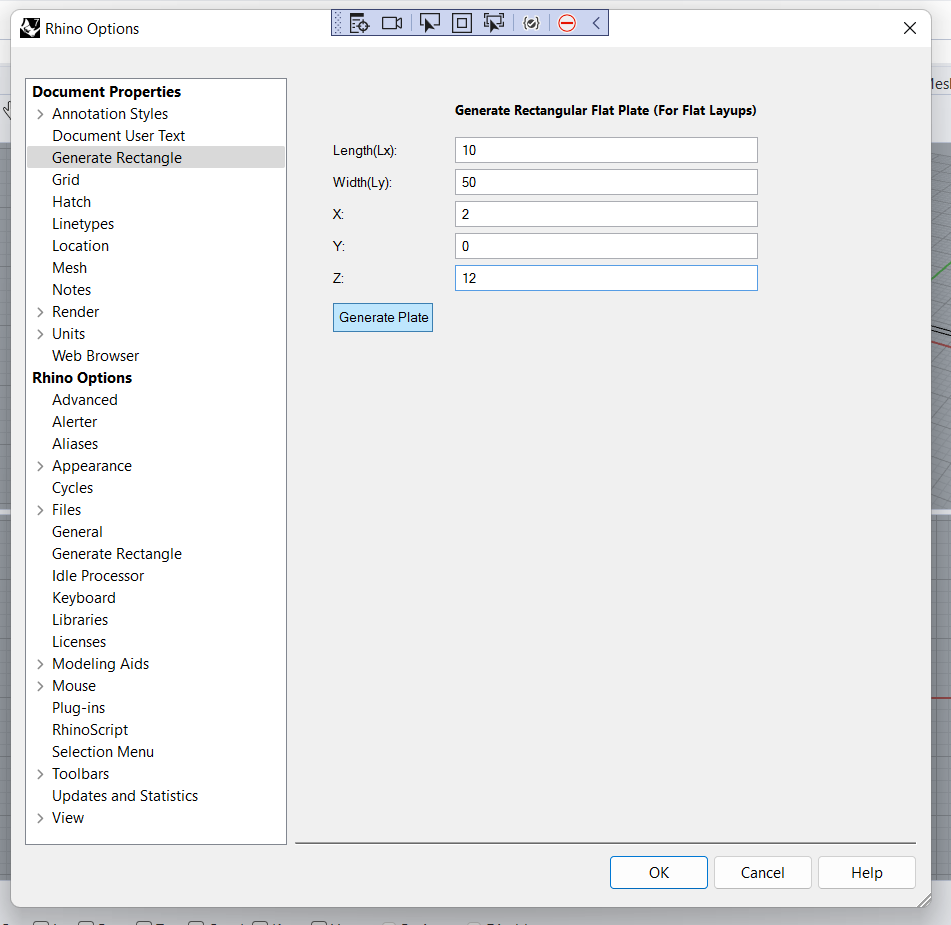 Rhino Options
Document Properties
Annotation Styles
Document User Text
Generate Rectangle
Grid
Hatch
Linetypes
Location
Mesh
Notes
Render
Units
Web Browser
Rhino Options
Advanced
Alerter
Aliases
Appearance
Cycles
Files
General
Generate Rectangle
Idle Processor
Keyboard
Libraries
Licenses
Modeling Aids
Mouse
Plug-ins
RhinoScript
Selection Menu
Toolbars
Updates and Statistics
View
Generate Rectangular Flat Plate (For Flat Layups)
Length(Lx): 10
Width(Ly): 50
X: 2
Y: 0
Z: 12
Generate Plate
OK Cancel Help